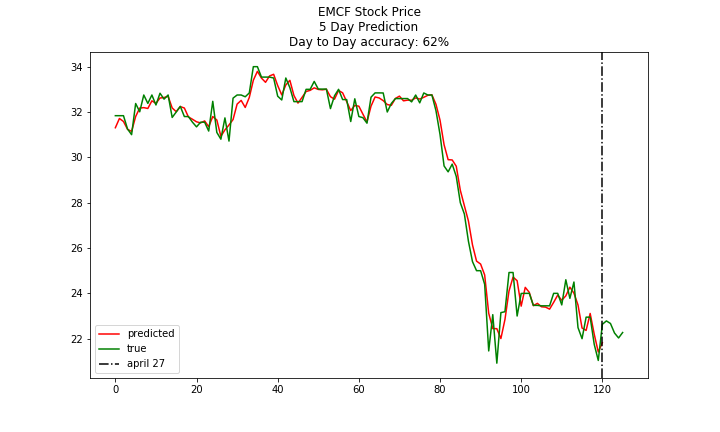 EMCF Stock Price
5 Day Prediction
Day to Day accuracy: 62%
34
32
30
28
26
24
22
predicted
true
april 27
0 20 40 60 80 100 120